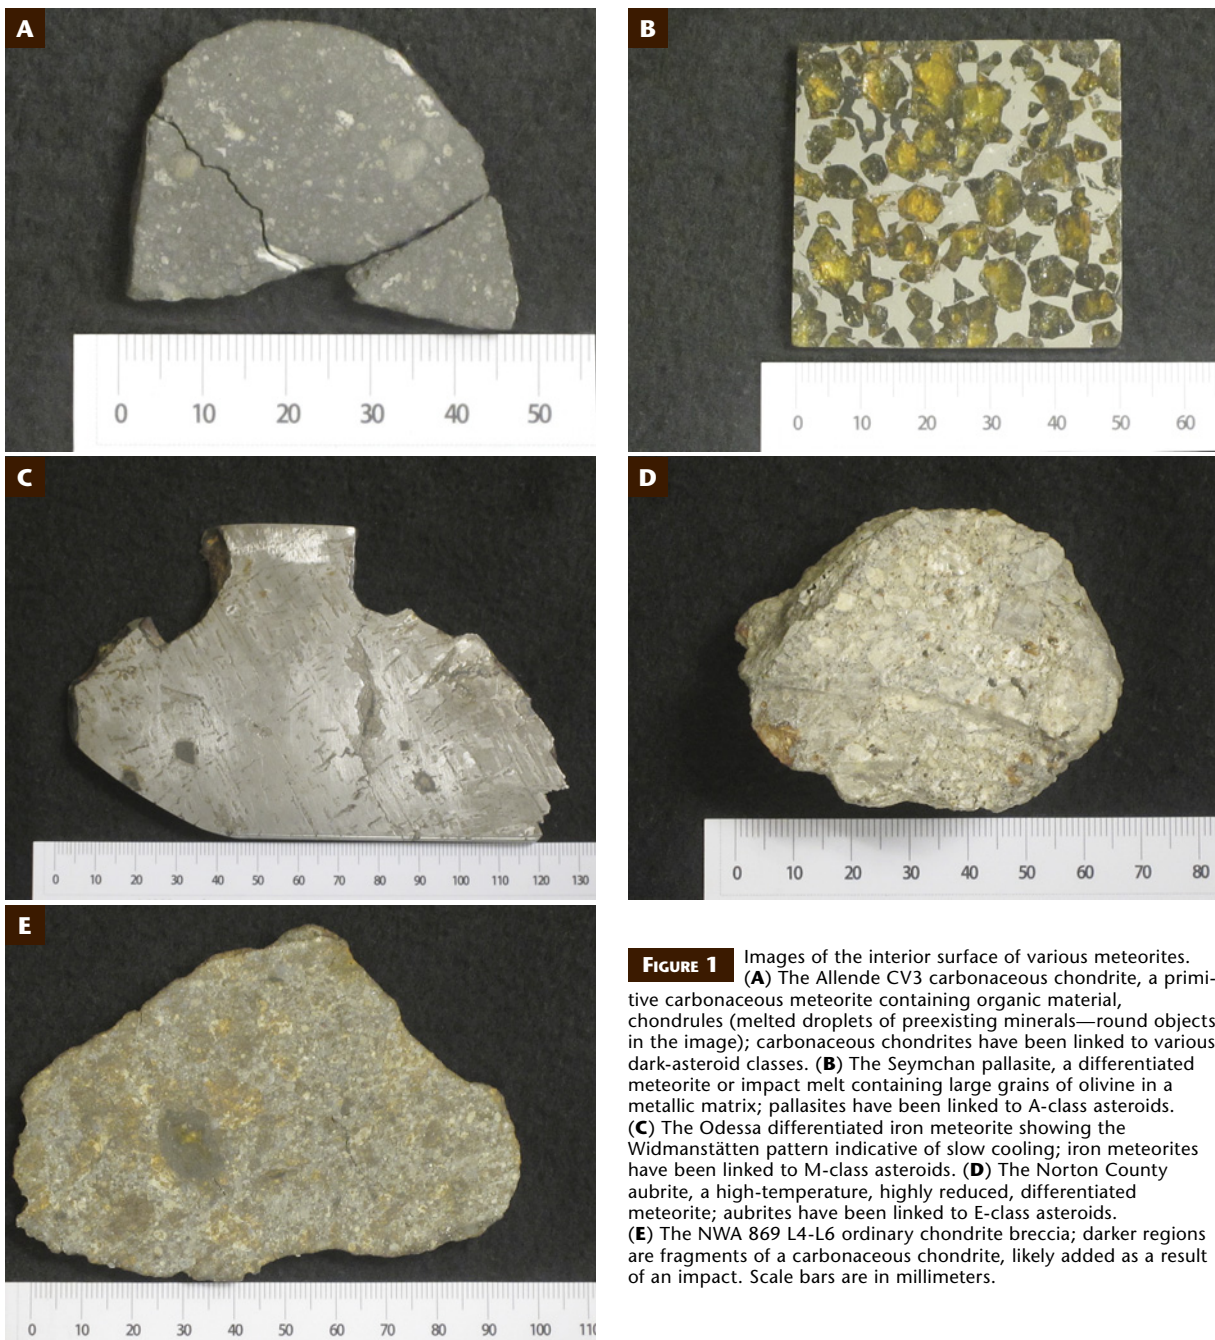 A
0 10 20 30 40 50
B
0 10 20 30 40 50 60
C
0 10 20 30 40 50 60 70 80 90 100 110 120 130
D
0 10 20 30 40 50 60 70 80
E
0 10 20 30 40 50 60 70 80 90 100
FIGURE 1 Images of the interior surface of various meteorites.
(A) The Allende CV3 carbonaceous chondrite, a primi-
tive carbonaceous meteorite containing organic material,
chondrules (melted droplets of preexisting minerals—round objects
in the image); carbonaceous chondrites have been linked to various
dark-asteroid classes. (B) The Seymchan pallasite, a differentiated
meteorite or impact melt containing large grains of olivine in a
metallic matrix; pallasites have been linked to A-class asteroids.
(C) The Odessa differentiated iron meteorite showing the
Widmanstätten pattern indicative of slow cooling; iron meteorites
have been linked to M-class asteroids. (D) The Norton County
aubrite, a high-temperature, highly reduced, differentiated
meteorite; aubrites have been linked to E-class asteroids.
(E) The NWA 869 L4-L6 ordinary chondrite breccia; darker regions
are fragments of a carbonaceous chondrite, likely added as a result
of an impact. Scale bars are in millimeters.